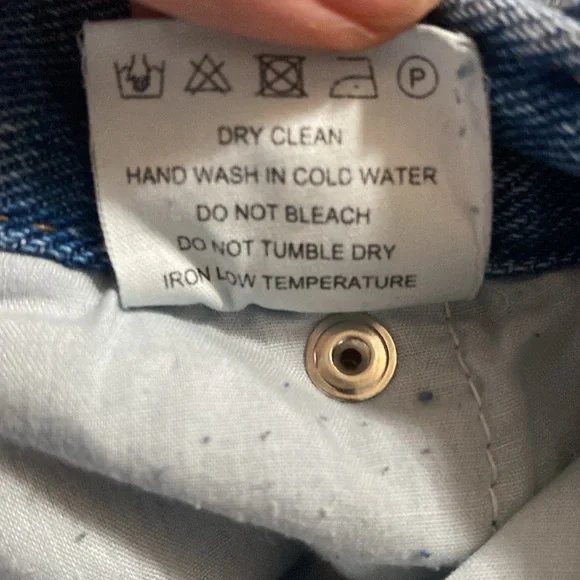 P
DRY CLEAN
HAND WASH IN COLD WATER
DO NOT BLEACH
DO NOT TUMBLE DRY
IRON LOW TEMPERATURE